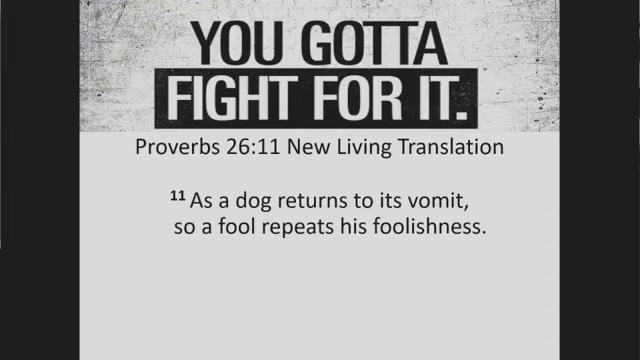 YOU GOTTA
FIGHT FOR IT.
Proverbs 26:11 New Living Translation
11 As a dog returns to its vomit,
so a fool repeats his foolishness.